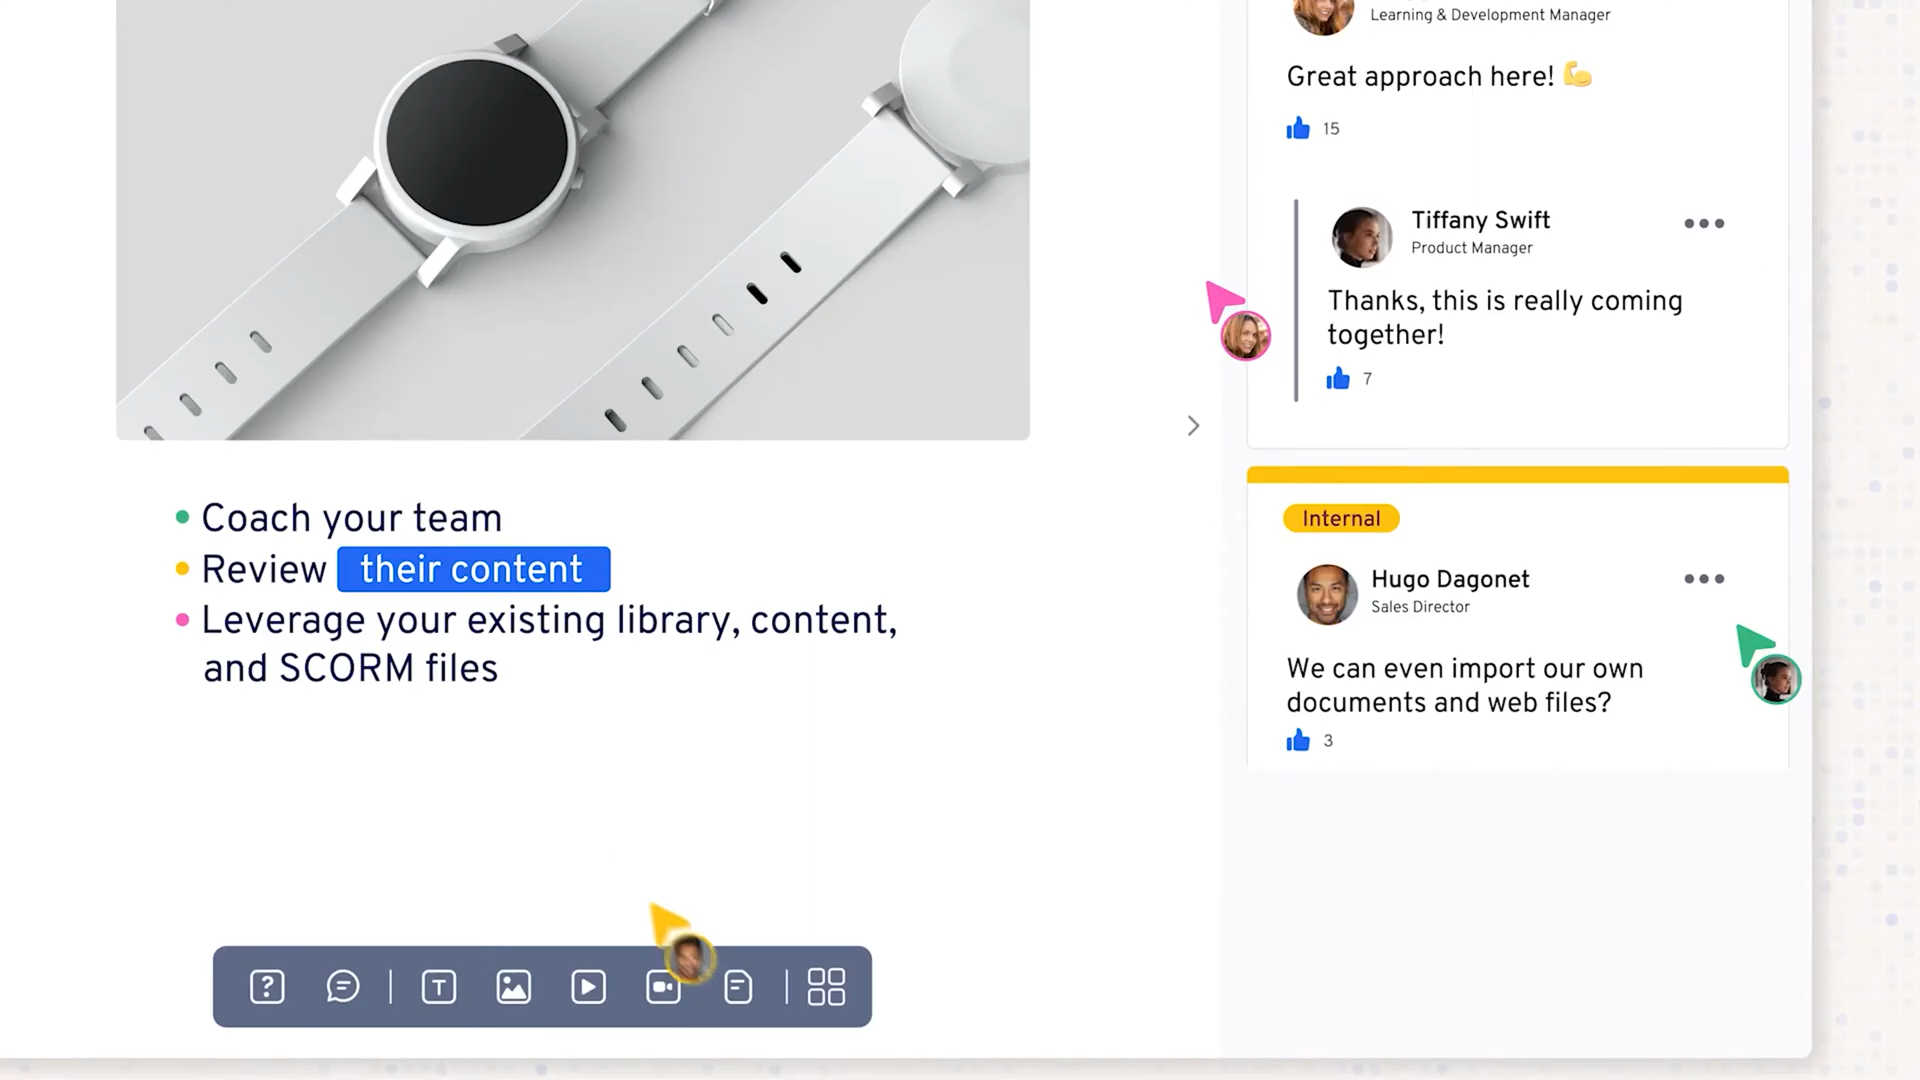 Learning & Development Manager
Great approach here! 💪
15
Tiffany Swift
Product Manager
Thanks, this is really coming
together!
7
Coach your team
Review their content
Leverage your existing library, content,
and SCORM files
Internal
Hugo Dagonet
Sales Director
We can even import our own
documents and web files?
3
? T